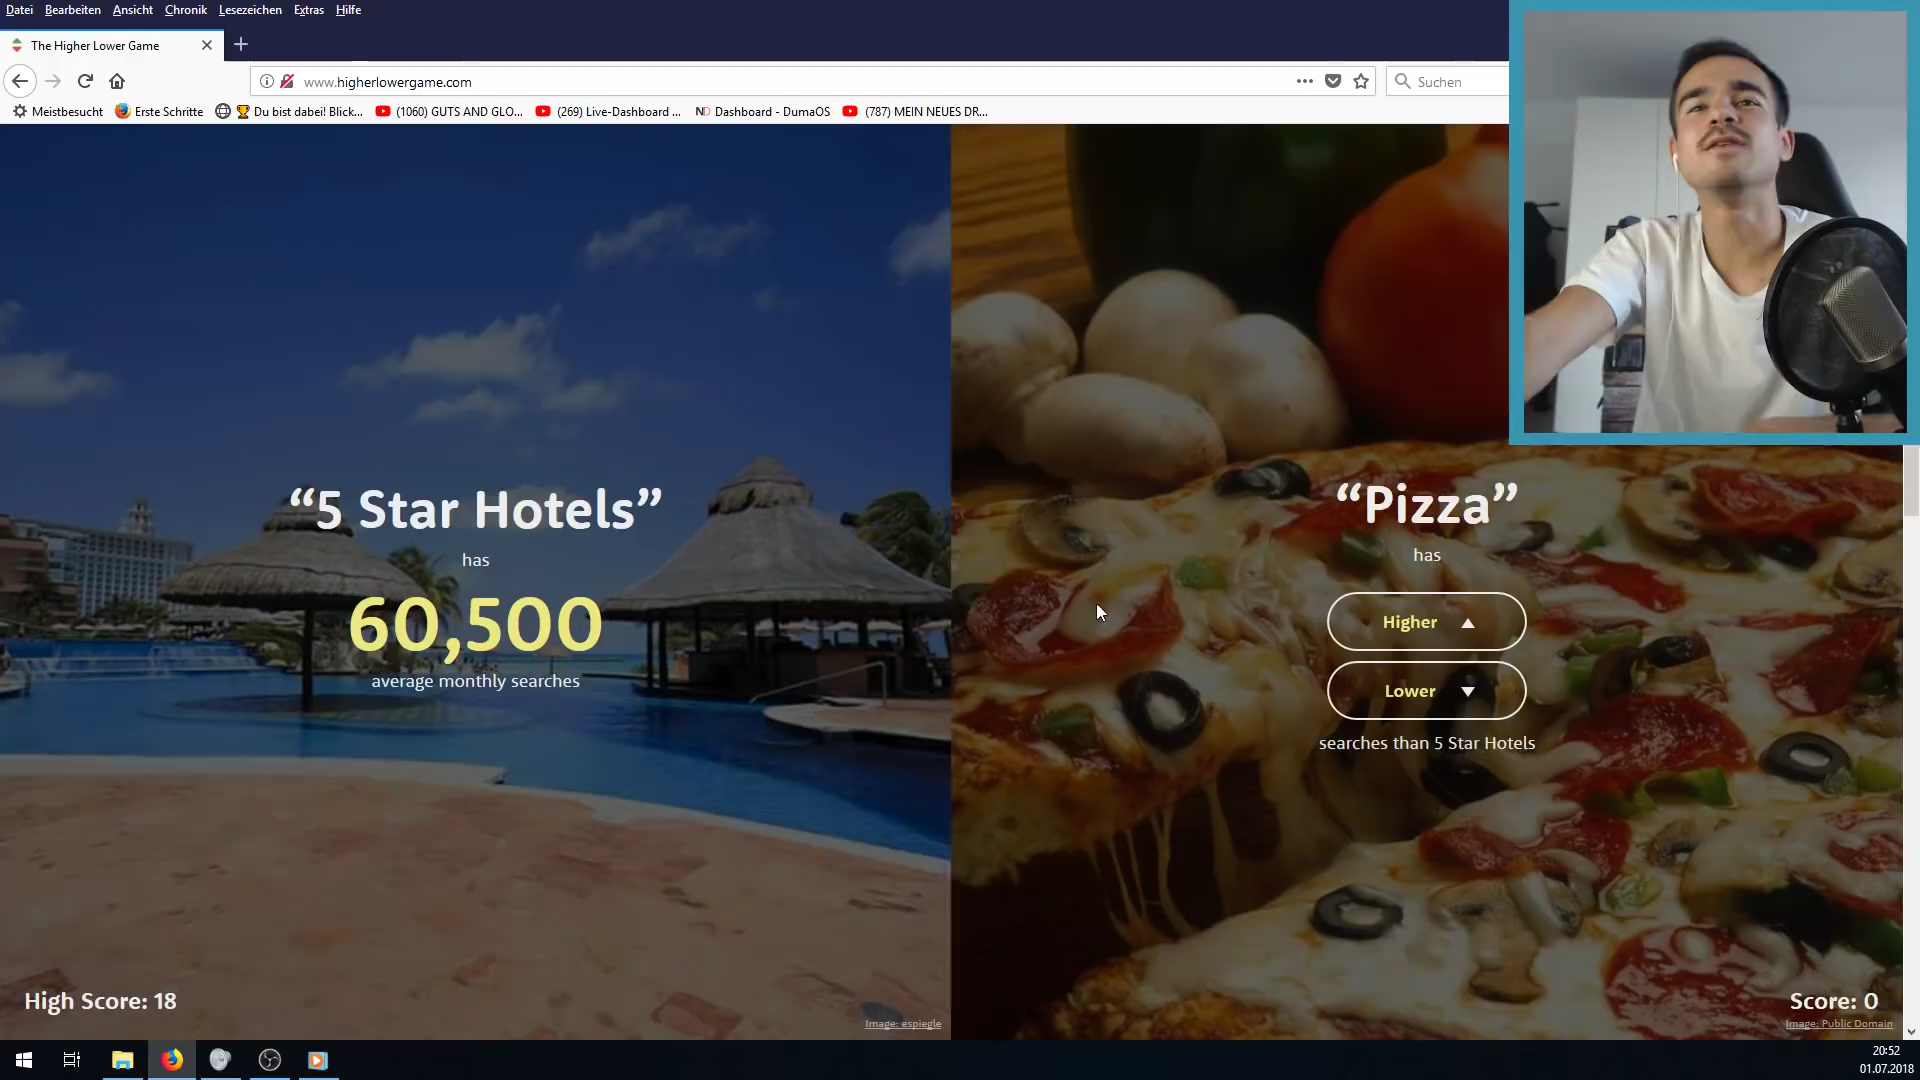 Datei Bearbeiten Ansicht Chronik Lesezeichen Extras Hilfe
The Higher Lower Game
www.higherlowergame.com
Suchen
Meistbesucht Erste Schritte Du bist dabei! Blick... (1060) GUTS AND GLO... (269) Live-Dashboard ... ND Dashboard - DumaOS (787) MEIN NEUES DR...
“5 Star Hotels”
has
60,500
average monthly searches
“Pizza”
has
Higher
Lower
searches than 5 Star Hotels
High Score: 18
Image: espiegle
Score: 0
Image: Public Domain
20:52
01.07.2018